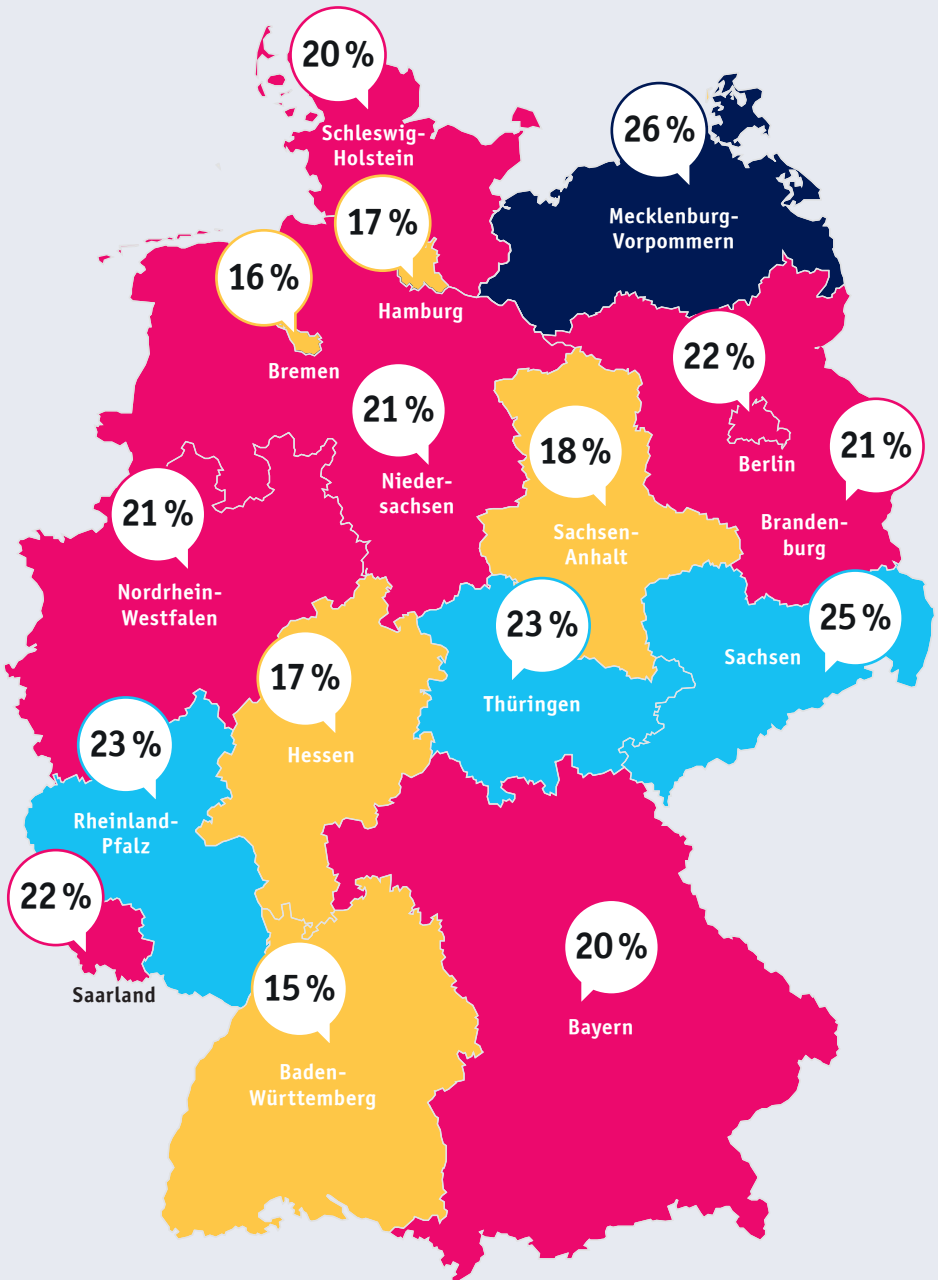 20 %
Schleswig-
Holstein
26 %
Mecklenburg-
Vorpommern
17 %
Hamburg
16 %
Bremen
22 %
Berlin
21 %
Nieder-
sachsen
21 %
Branden-
burg
18 %
Sachsen-
Anhalt
21 %
Nordrhein-
Westfalen
23 %
Thüringen
25 %
Sachsen
17 %
Hessen
23 %
Rheinland-
Pfalz
22 %
Saarland
20 %
Bayern
15 %
Baden-
Württemberg